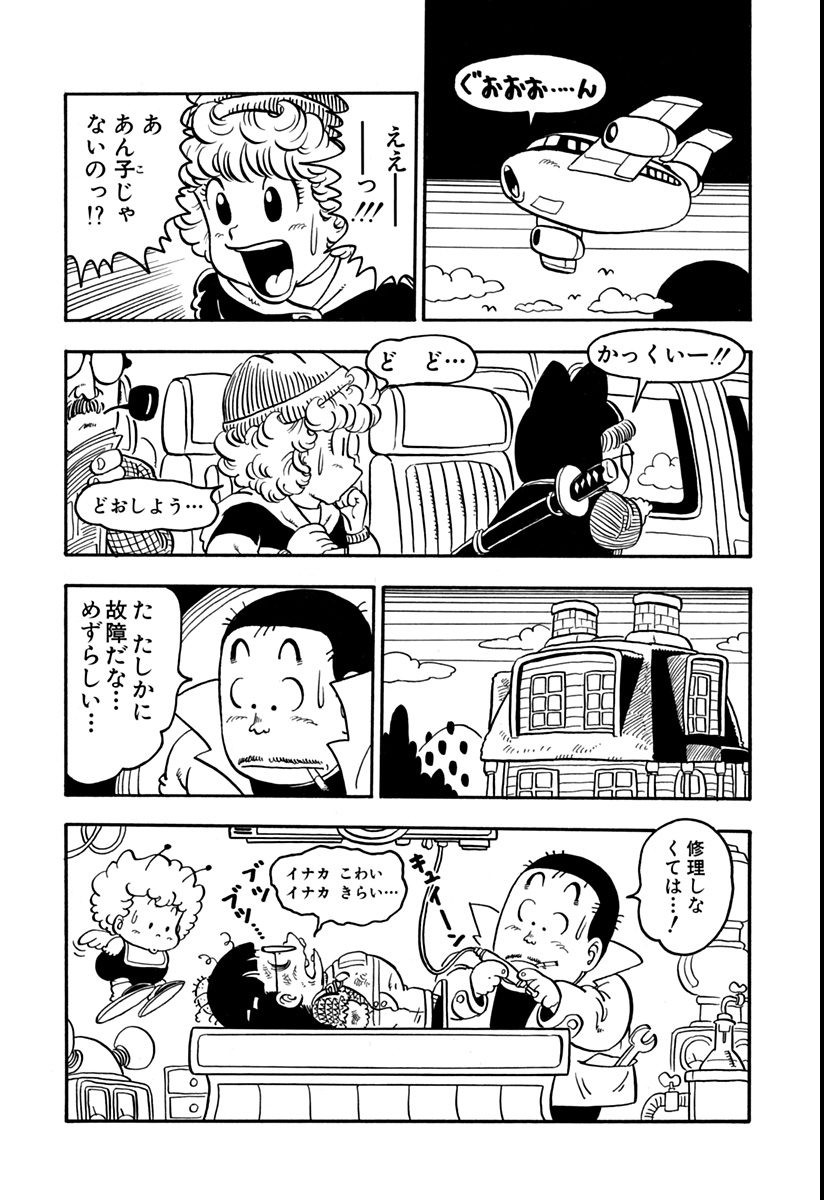 ぐおおお……ん
ええ——
——っ!!!
あ
あん子じゃ
ないのっ!?
こ
かっくいー!!
ど ど…
どおしよう…
た たしかに
故障だな…
めずらしい…
修理しな
くては…!
キュイーン
イナカ こわい
イナカ きらい…
ブツ
ブツ…